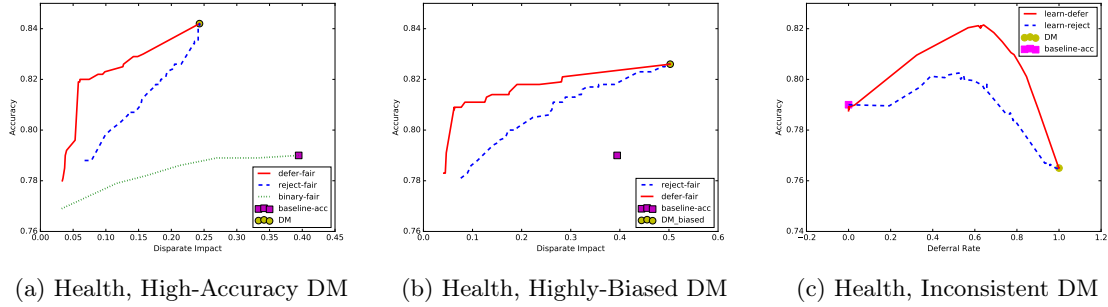 0.84
0.82
0.80
0.78
0.76
Accuracy
0.00 0.05 0.10 0.15 0.20 0.25 0.30 0.35 0.40 0.45
Disparate Impact
defer-fair
reject-fair
binary-fair
baseline-acc
DM
(a) Health, High-Accuracy DM
0.84
0.82
0.80
0.78
0.76
Accuracy
0.0 0.1 0.2 0.3 0.4 0.5 0.6
Disparate Impact
reject-fair
defer-fair
baseline-acc
DM_biased
(b) Health, Highly-Biased DM
0.84
0.82
0.80
0.78
0.76
0.74
Accuracy
−0.2 0.0 0.2 0.4 0.6 0.8 1.0 1.2
Deferral Rate
learn-defer
learn-reject
DM
baseline-acc
(c) Health, Inconsistent DM